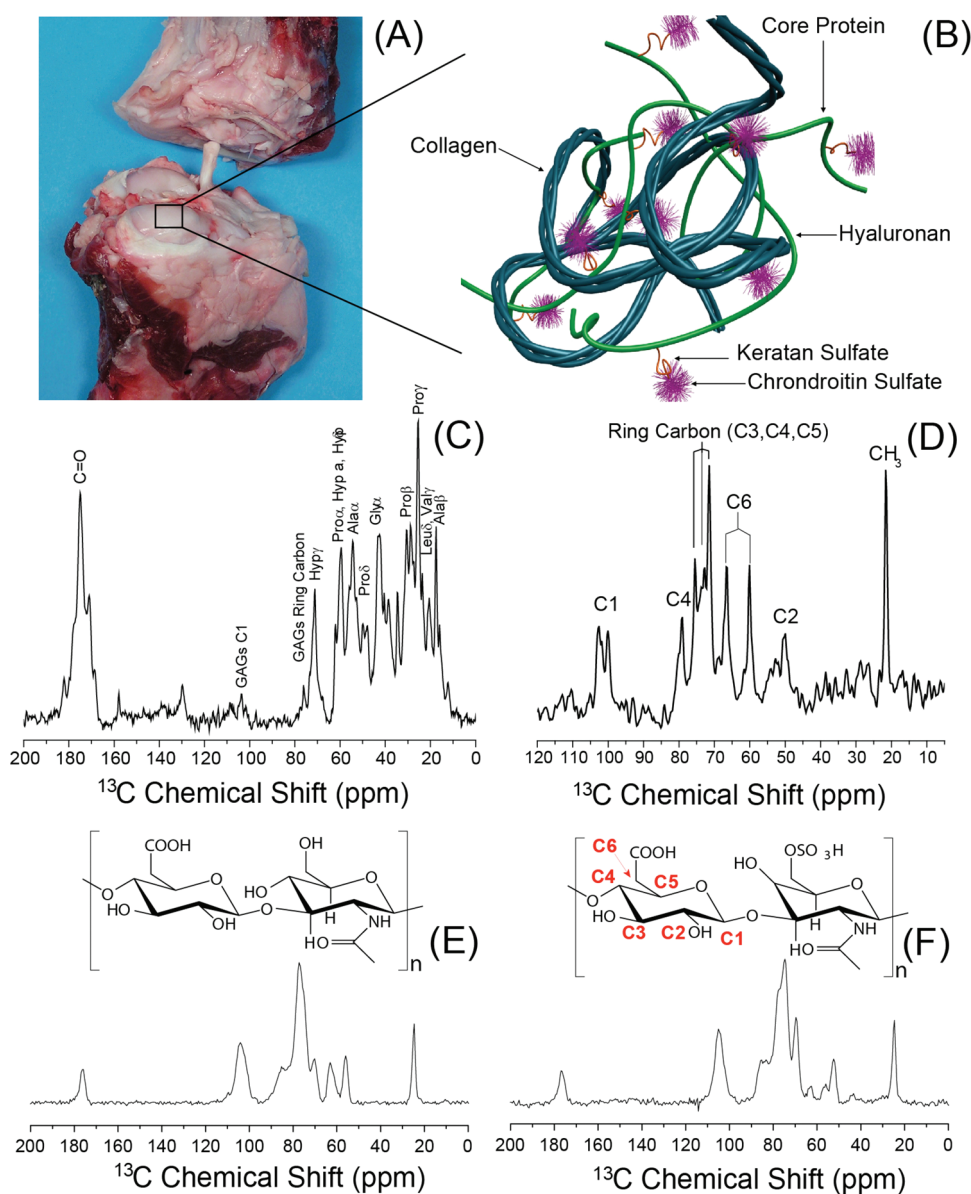 (A)
(B)
Core Protein
Collagen
Hyaluronan
Keratan Sulfate
Chrondroitin Sulfate
(C)
C=O
GAGs C1
GAGs Ring Carbon
Hypγ
Proα, Hyp a, Hyp
Alaα
Proδ
Glyα
Proβ
Proγ
Leuδ, Valγ
Alaβ
200 180 160 140 120 100 80 60 40 20 0
13C Chemical Shift (ppm)
(D)
Ring Carbon (C3,C4,C5)
CH3
C6
C1
C4
C2
120 110 100 90 80 70 60 50 40 30 20 10
13C Chemical Shift (ppm)
(E)
COOH
HO
O
HO
OH
O
HO
O
H
H
HO
NH
O
n
200 180 160 140 120 100 80 60 40 20 0
13C Chemical Shift (ppm)
(F)
C6
COOH
OSO3H
C4
C5
HO
O
O
HO
C3
C2
OH
C1
O
O
H
H
HO
NH
n
200 180 160 140 120 100 80 60 40 20 0
13C Chemical Shift (ppm)